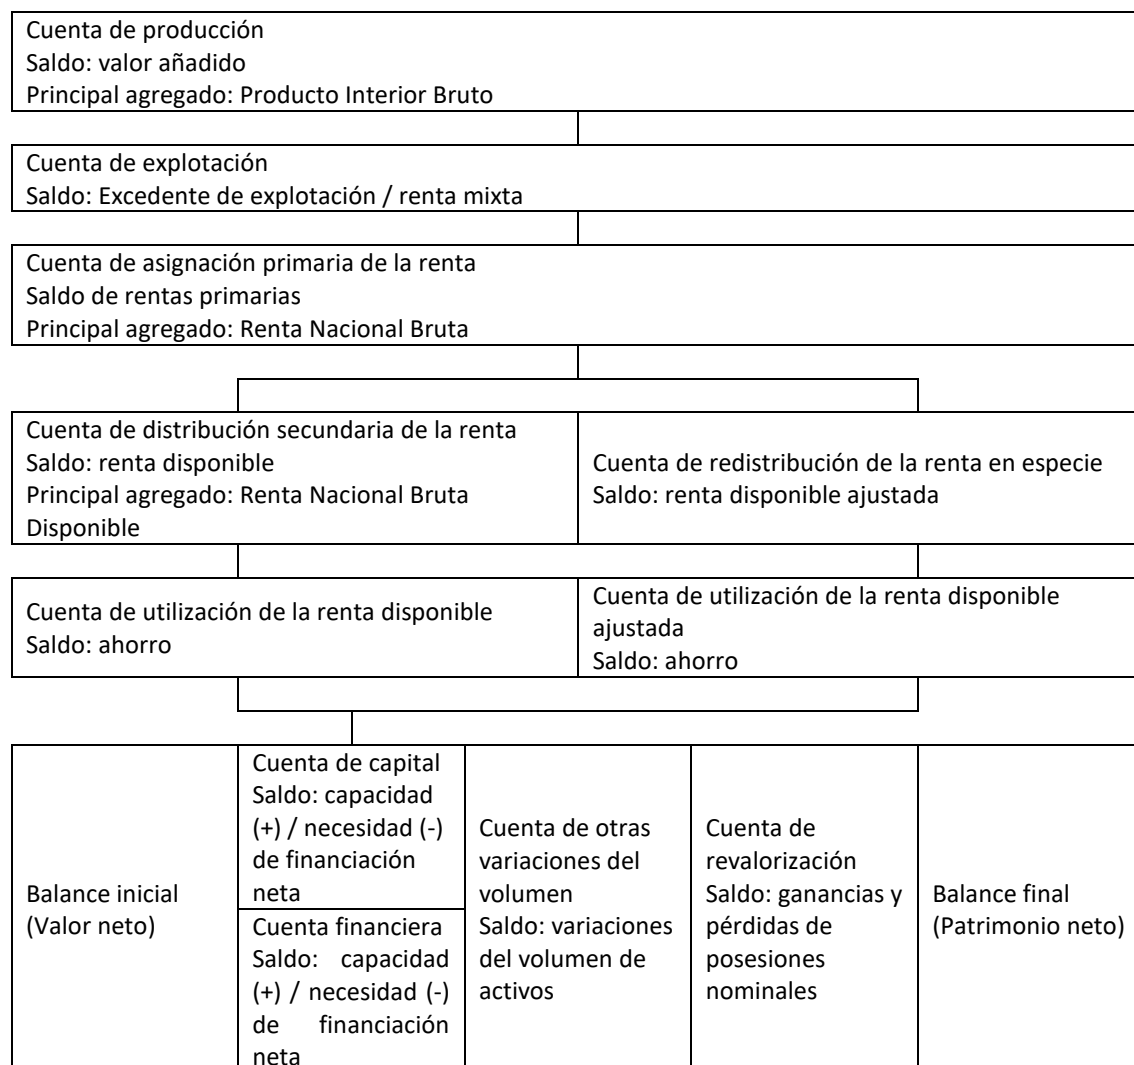 Cuenta de producción
Saldo: valor añadido
Principal agregado: Producto Interior Bruto
Cuenta de explotación
Saldo: Excedente de explotación / renta mixta
Cuenta de asignación primaria de la renta
Saldo de rentas primarias
Principal agregado: Renta Nacional Bruta
Cuenta de distribución secundaria de la renta
Saldo: renta disponible
Principal agregado: Renta Nacional Bruta
Disponible
Cuenta de redistribución de la renta en especie
Saldo: renta disponible ajustada
Cuenta de utilización de la renta disponible
Saldo: ahorro
Cuenta de utilización de la renta disponible
ajustada
Saldo: ahorro
Balance inicial
(Valor neto)
Cuenta de capital
Saldo: capacidad
(+) / necesidad (-)
de financiación
neta
Cuenta financiera
Saldo: capacidad
(+) / necesidad (-)
de financiación
neta
Cuenta de otras
variaciones del
volumen
Saldo: variaciones
del volumen de
activos
Cuenta de
revalorización
Saldo: ganancias y
pérdidas de
posesiones
nominales
Balance final
(Patrimonio neto)